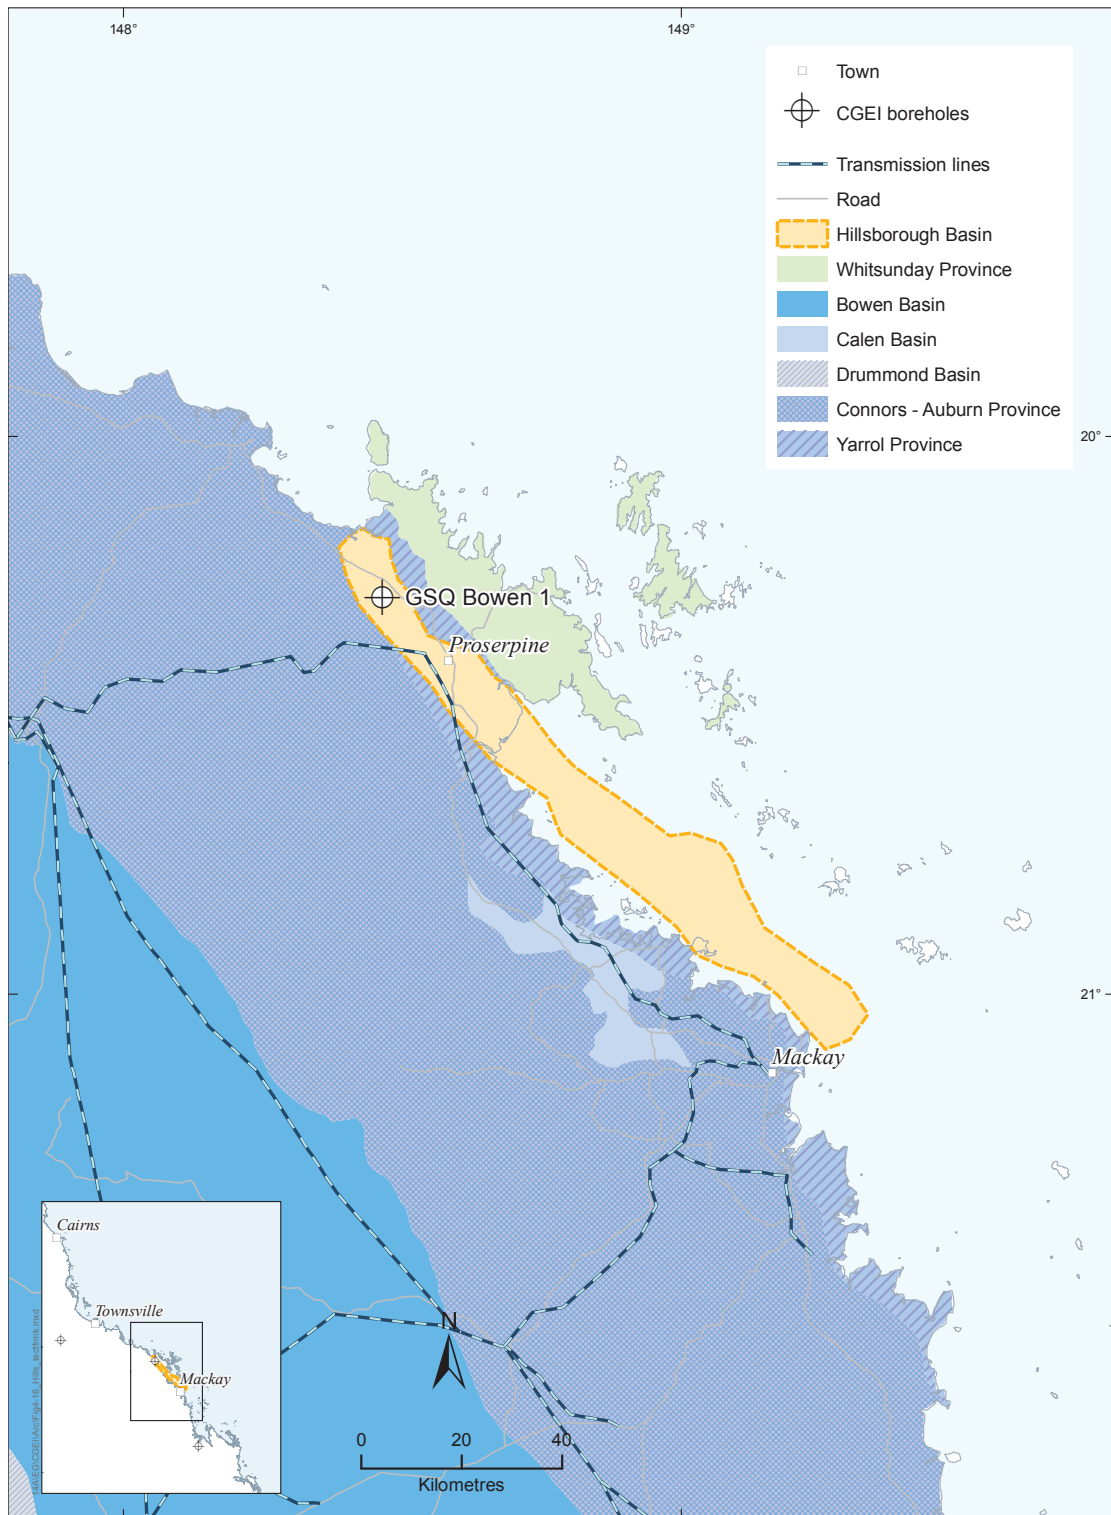 148°
149°
Town
CGEI boreholes
Transmission lines
Road
Hillsborough Basin
Whitsunday Province
Bowen Basin
Calen Basin
Drummond Basin
Connors - Auburn Province
Yarrol Province
20°
GSQ Bowen 1
Proserpine
21°
Mackay
Cairns
Townsville
Mackay
N
0 20 40
Kilometres